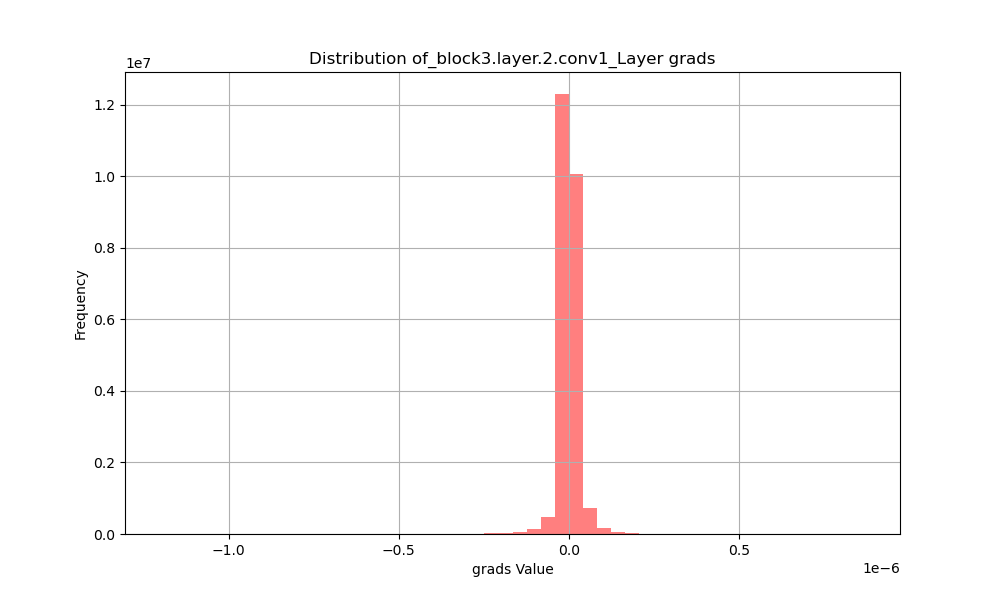 Distribution of_block3.layer.2.conv1_Layer grads
1e7
1.2
1.0
0.8
0.6
0.4
0.2
0.0
Frequency
−1.0 −0.5 0.0 0.5
grads Value
1e−6